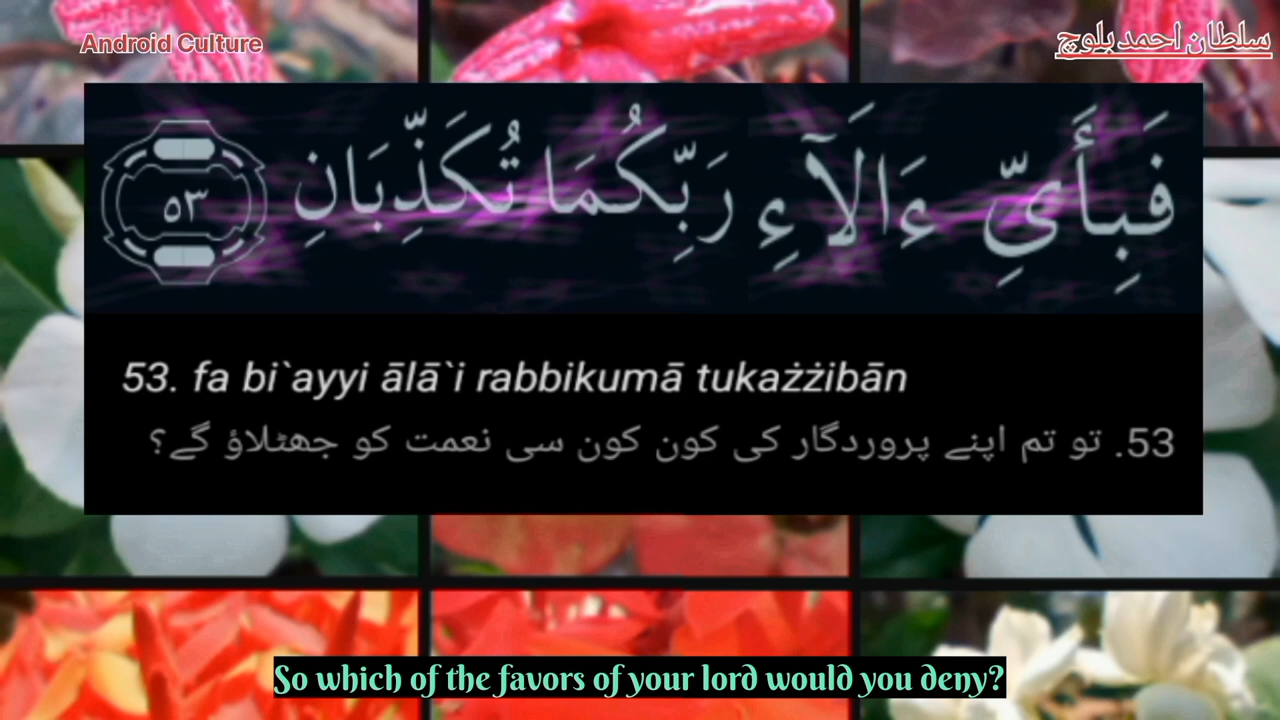 Android Culture
سلطان احمد بلوچ
فَبِأَيِّ ءَالَآءِ رَبِّكُمَا تُكَذِّبَانِ ٥٣
53. fa bi`ayyi ālā`i rabbikumā tukażżibān
53. تو تم اپنے پروردگار کی کون کون سی نعمت کو جھٹلاؤ گے؟
So which of the favors of your lord would you deny?